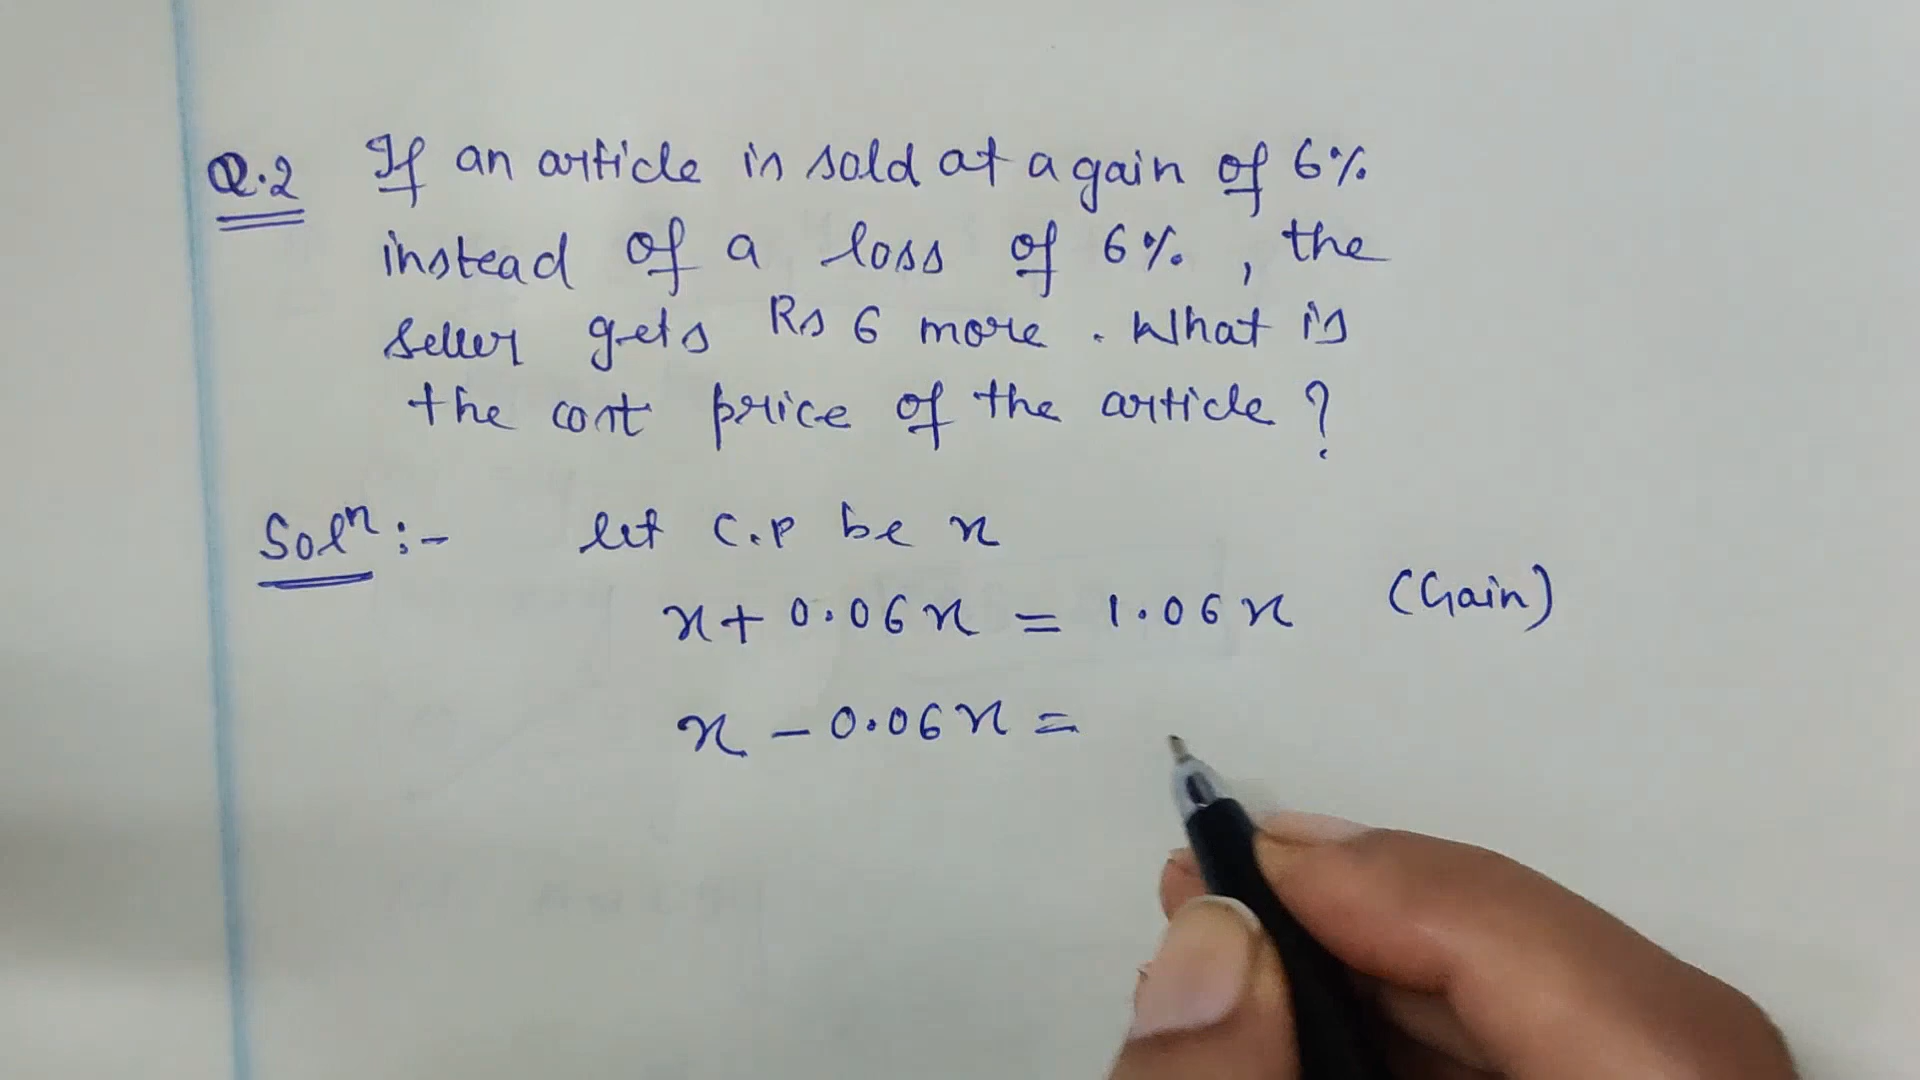 Q.2 If an article is sold at a gain of 6%
instead of a loss of 6%, the
seller gets Rs 6 more. What is
the cost price of the article?
Solⁿ:- let C.P be x
x + 0.06x = 1.06x (Gain)
x - 0.06x =